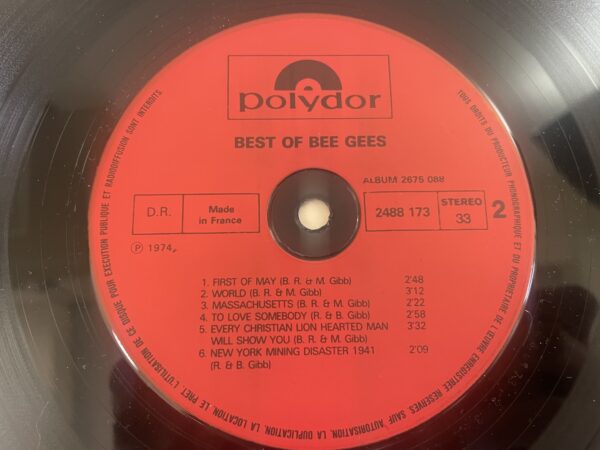 polydor
BEST OF BEE GEES
ALBUM 2675 088
D.R.
Made
in France
2488 173
STEREO
33
2
Ⓟ 1974
1. FIRST OF MAY (B. R. & M. Gibb) 2'48
2. WORLD (B. R. & M. Gibb) 3'12
3. MASSACHUSETTS (B. R. & M. Gibb) 2'22
4. TO LOVE SOMEBODY (R. & B. Gibb) 2'58
5. EVERY CHRISTIAN LION HEARTED MAN 3'32
WILL SHOW YOU (B. R. & M. Gibb)
6. NEW YORK MINING DISASTER 1941 2'09
(R. & B. Gibb)
TOUS DROITS DU PRODUCTEUR PHONOGRAPHIQUE ET DU PROPRIETAIRE DE L'ŒUVRE ENREGISTREE RESERVES SAUF AUTORISATION, LA DUPLICATION, LA LOCATION, LE PRET, L'UTILISATION DE CE DISQUE POUR EXECUTION PUBLIQUE ET RADIODIFFUSION SONT INTERDITS